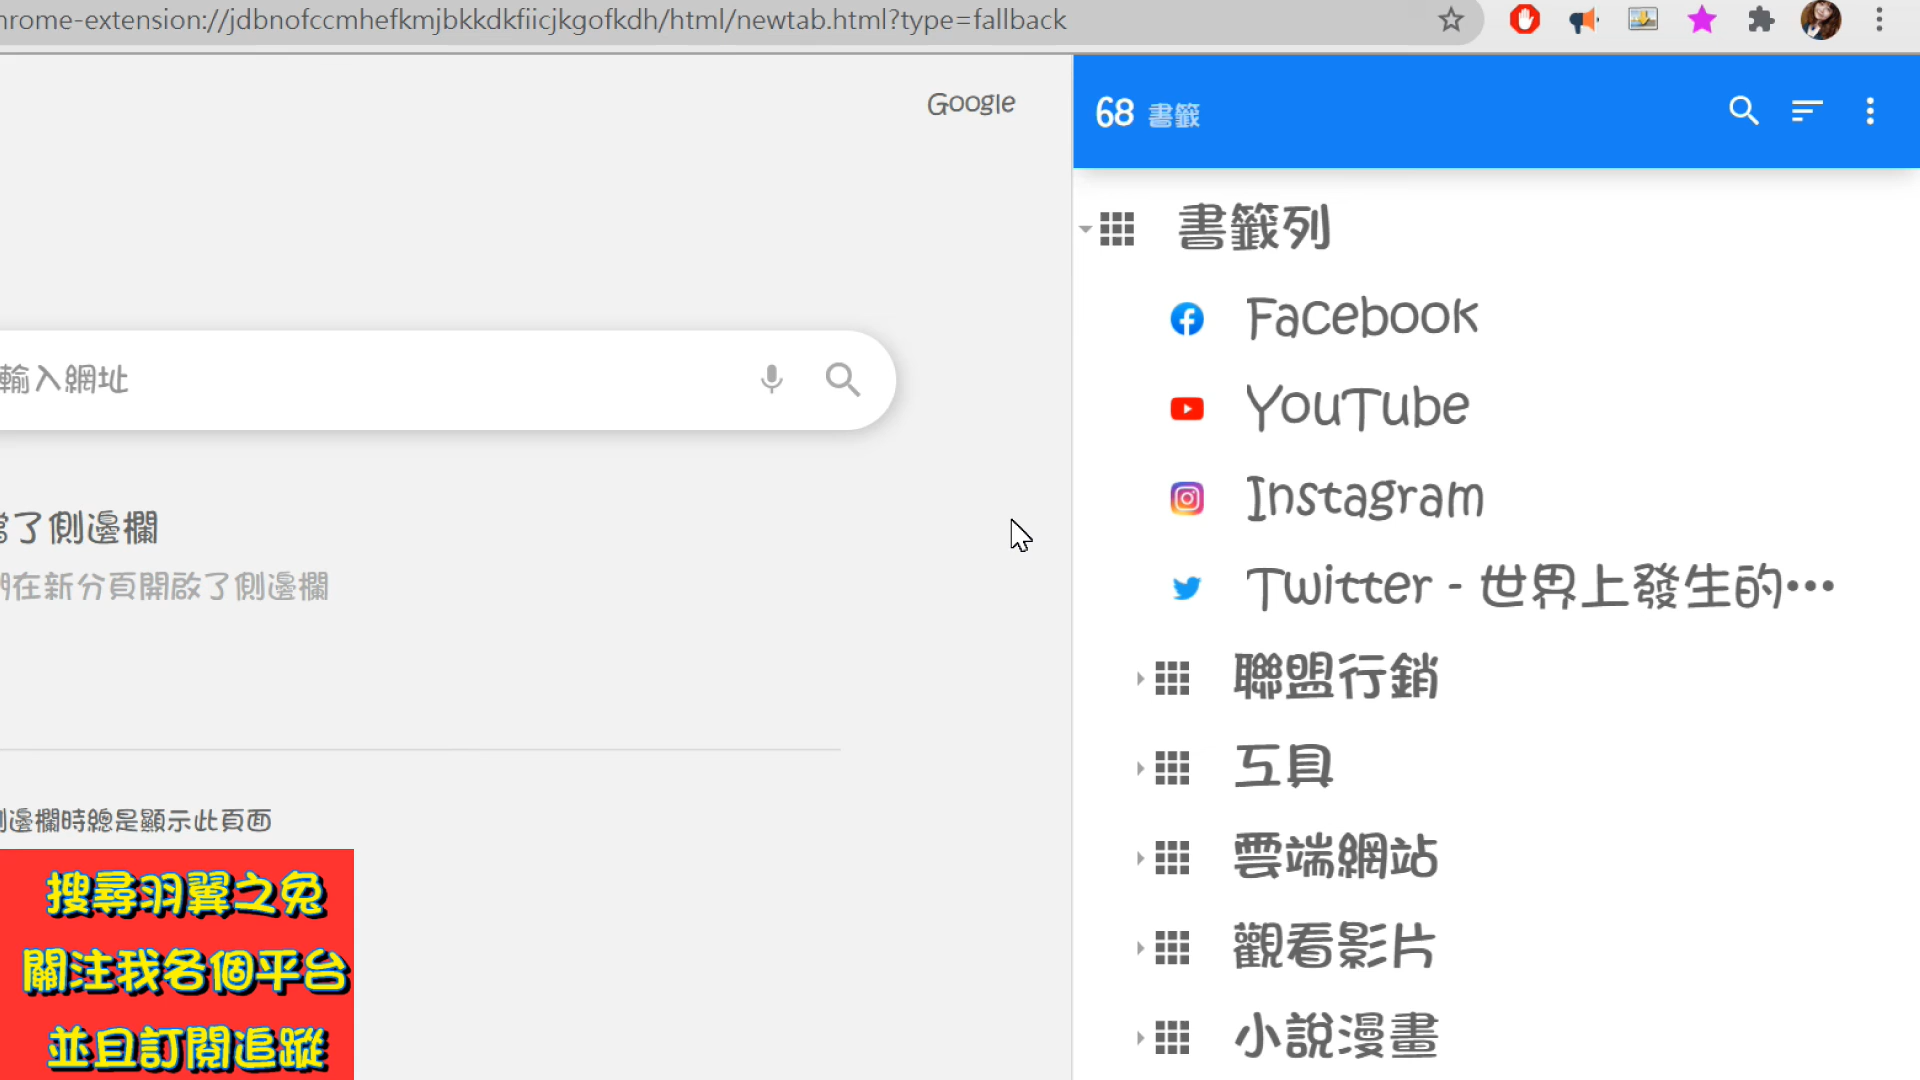 hrome-extension://jdbnofccmhefkmjbkkdkfiicjkgofkdh/html/newtab.html?type=fallback
Google
68 書籤
書籤列
Facebook
YouTube
Instagram
Twitter - 世界上發生的…
聯盟行銷
工具
雲端網站
觀看影片
小說漫畫
輸入網址
了側邊欄
在新分頁開啟了側邊欄
邊欄時總是顯示此頁面
搜尋羽翼之兔
關注我各個平台
並且訂閱追蹤